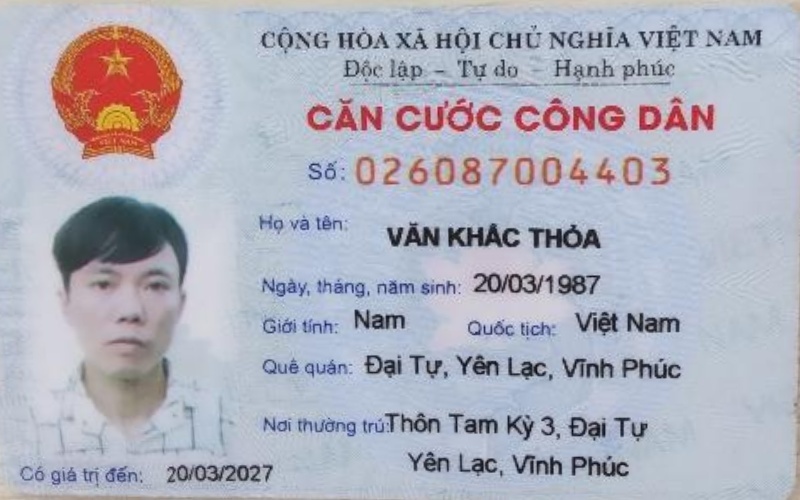 CỘNG HÒA XÃ HỘI CHỦ NGHĨA VIỆT NAM
Độc lập – Tự do – Hạnh phúc
CĂN CƯỚC CÔNG DÂN
Số: 026087004403
Họ và tên: VĂN KHẮC THỎA
Ngày, tháng, năm sinh: 20/03/1987
Giới tính: Nam Quốc tịch: Việt Nam
Quê quán: Đại Tự, Yên Lạc, Vĩnh Phúc
Nơi thường trú: Thôn Tam Kỳ 3, Đại Tự
Yên Lạc, Vĩnh Phúc
Có giá trị đến: 20/03/2027
VIỆT NAM